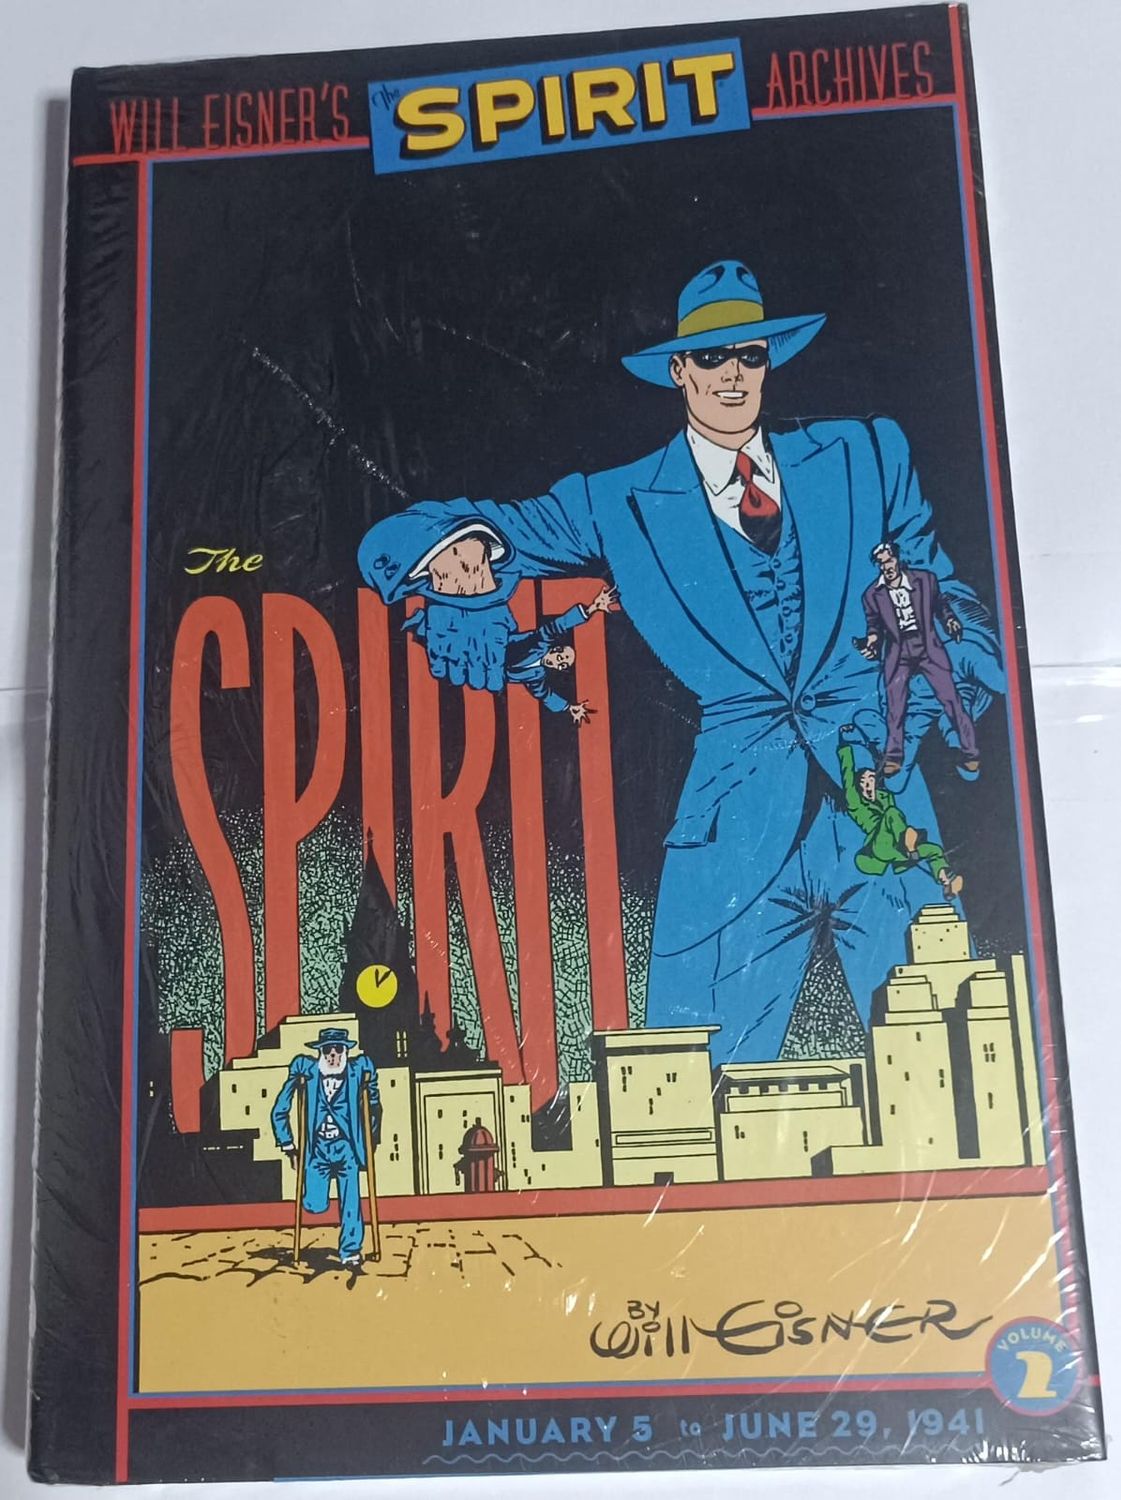 WILL EISNER'S The SPIRIT ARCHIVES
The
SPIRIT
BY
Will EISNER
VOLUME
2
JANUARY 5 to JUNE 29, 1941